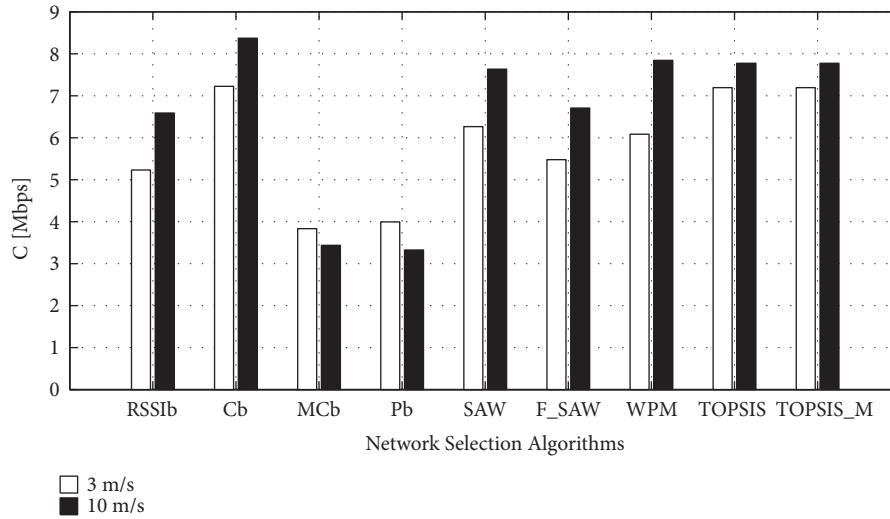 9
8
7
6
5
4
3
2
1
0
C [Mbps]
RSSIb Cb MCb Pb SAW F_SAW WPM TOPSIS TOPSIS_M
Network Selection Algorithms
3 m/s
10 m/s